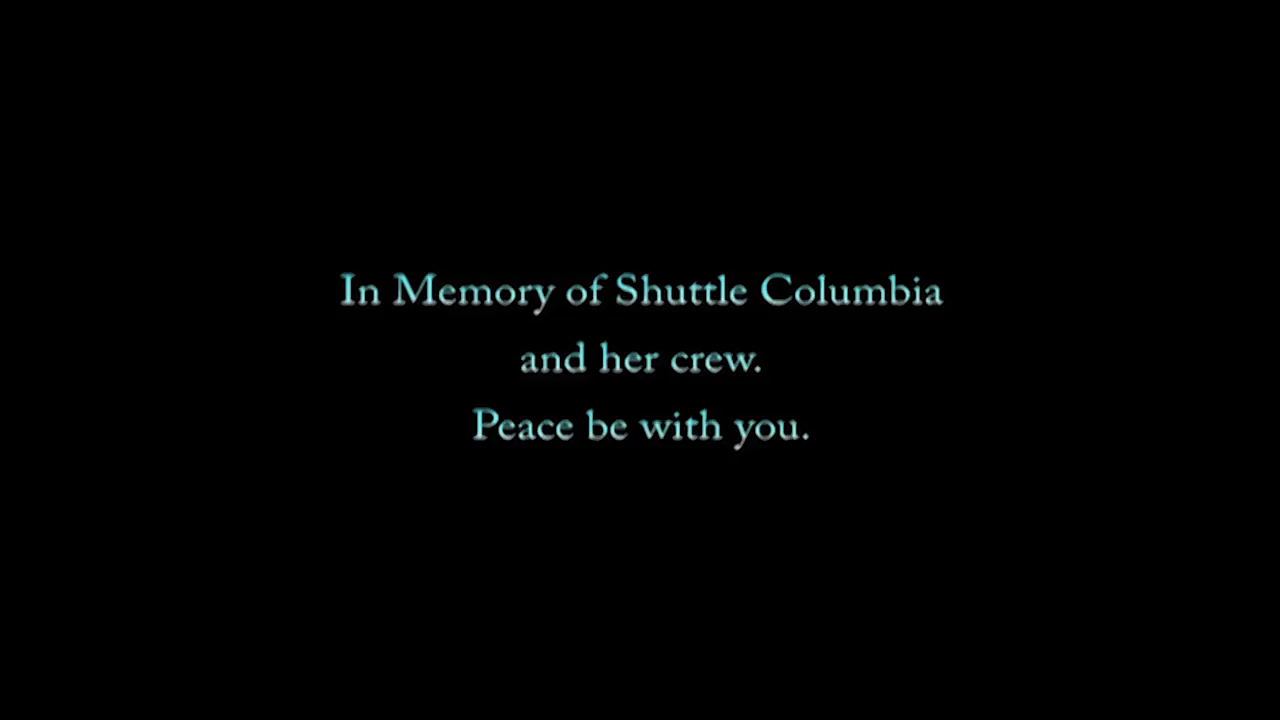 In Memory of Shuttle Columbia
and her crew.
Peace be with you.